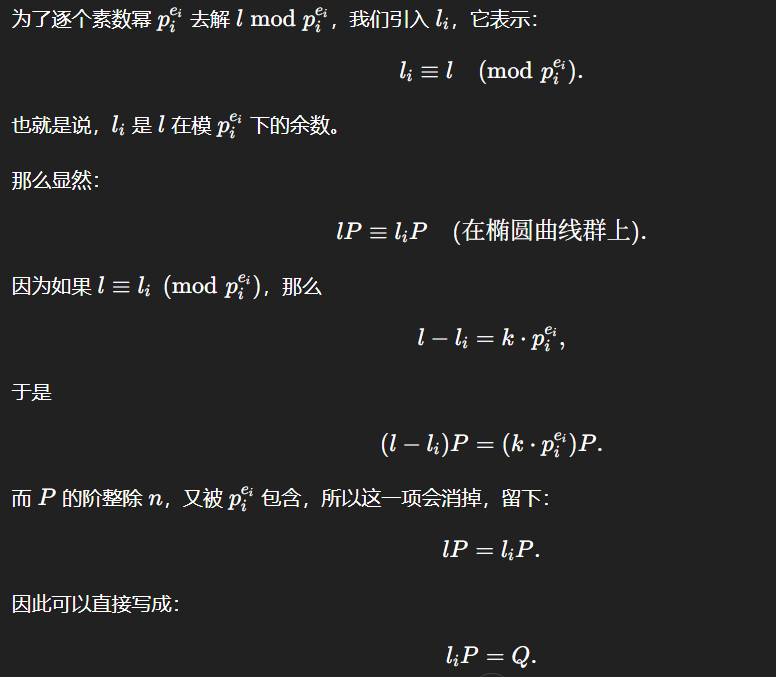 为了逐个素数幂 $p_i^{e_i}$ 去解 $l \bmod p_i^{e_i}$，我们引入 $l_i$，它表示：
$l_i \equiv l \pmod{p_i^{e_i}}.$
也就是说，$l_i$ 是 $l$ 在模 $p_i^{e_i}$ 下的余数。
那么显然：
$lP \equiv l_iP \quad (在椭圆曲线群上).$
因为如果 $l \equiv l_i \pmod{p_i^{e_i}}$，那么
$l - l_i = k \cdot p_i^{e_i},$
于是
$(l - l_i)P = (k \cdot p_i^{e_i})P.$
而 $P$ 的阶整除 $n$，又被 $p_i^{e_i}$ 包含，所以这一项会消掉，留下：
$lP = l_iP.$
因此可以直接写成：
$l_iP = Q.$